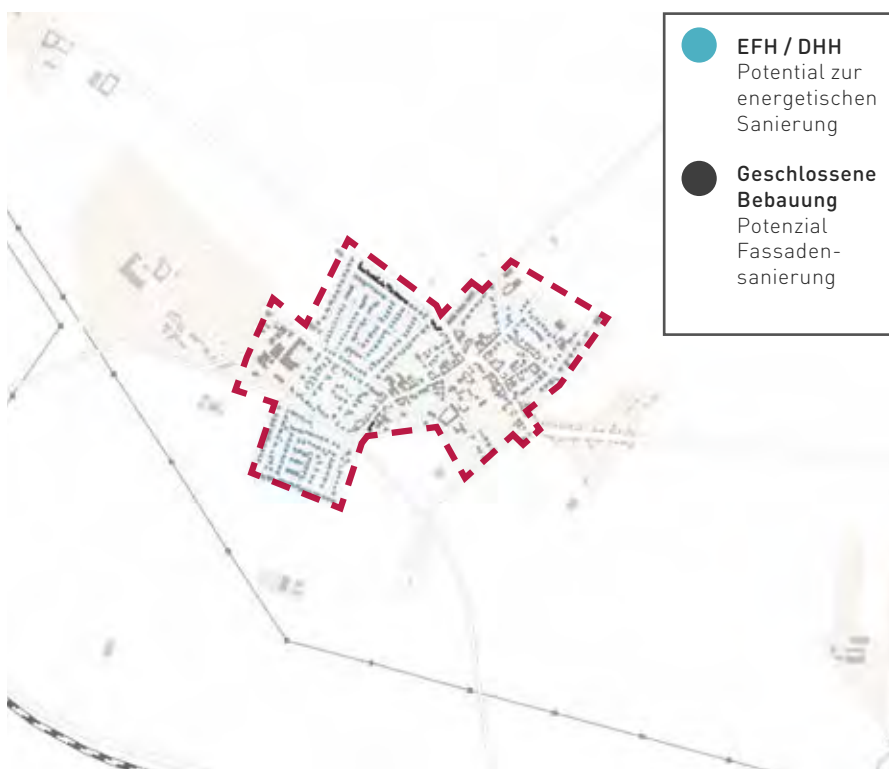 EFH / DHH
Potential zur
energetischen
Sanierung
Geschlossene
Bebauung
Potenzial
Fassaden-
sanierung